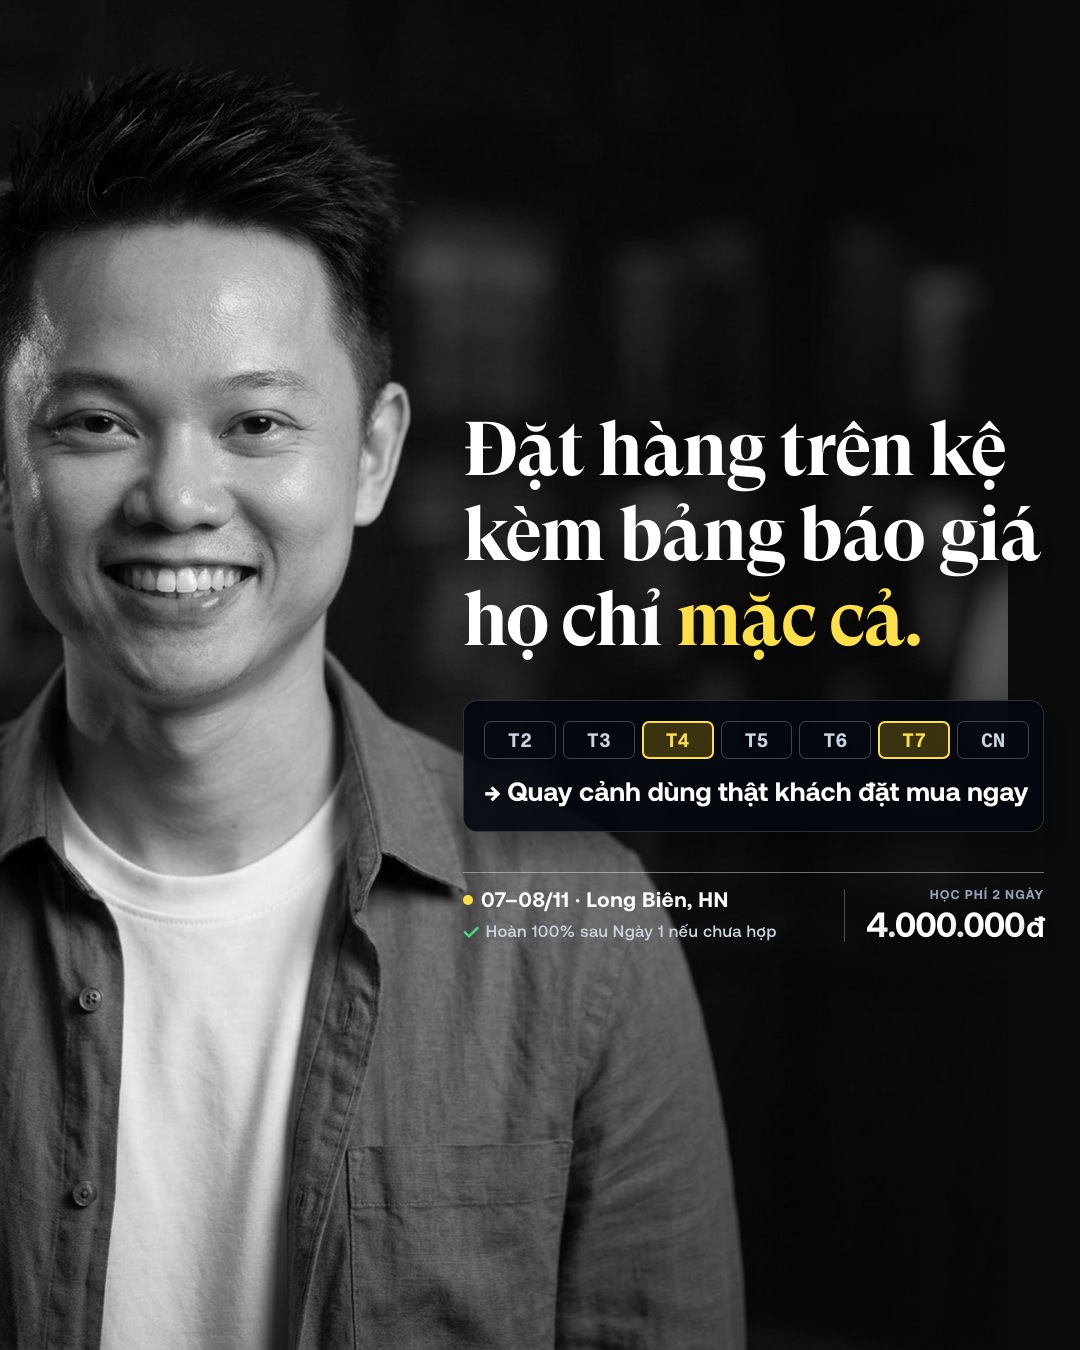 Đặt hàng trên kệ
kèm bảng báo giá
họ chỉ mặc cả.
T2 T3 T4 T5 T6 T7 CN
→ Quay cảnh dùng thật khách đặt mua ngay
07–08/11 · Long Biên, HN
Hoàn 100% sau Ngày 1 nếu chưa hợp
HỌC PHÍ 2 NGÀY
4.000.000đ